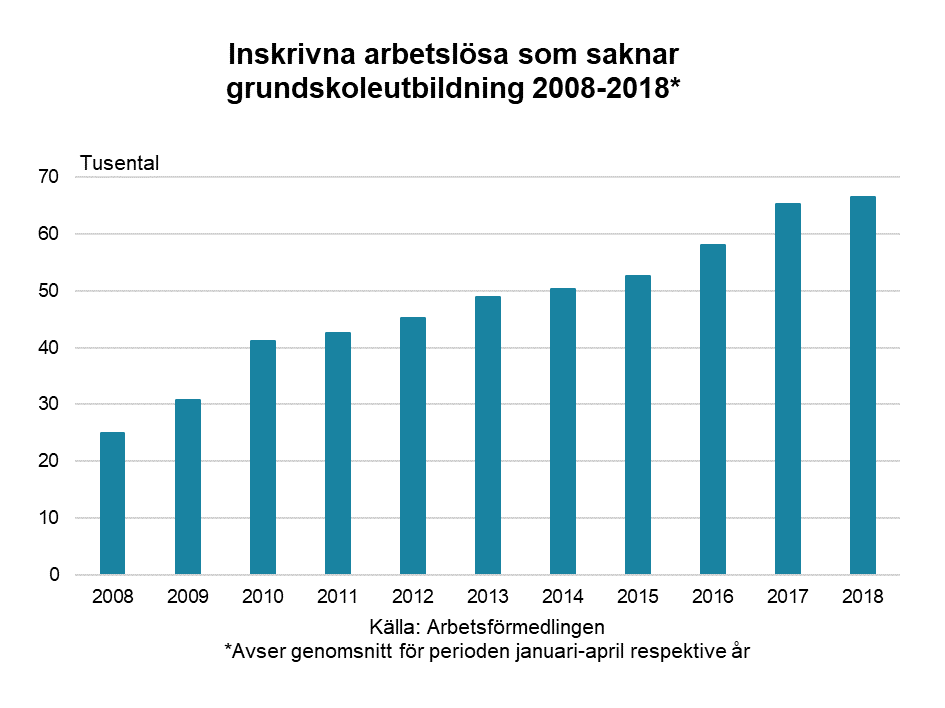 Inskrivna arbetslösa som saknar
grundskoleutbildning 2008-2018*
Tusental
70
60
50
40
30
20
10
0
2008 2009 2010 2011 2012 2013 2014 2015 2016 2017 2018
Källa: Arbetsförmedlingen
*Avser genomsnitt för perioden januari-april respektive år